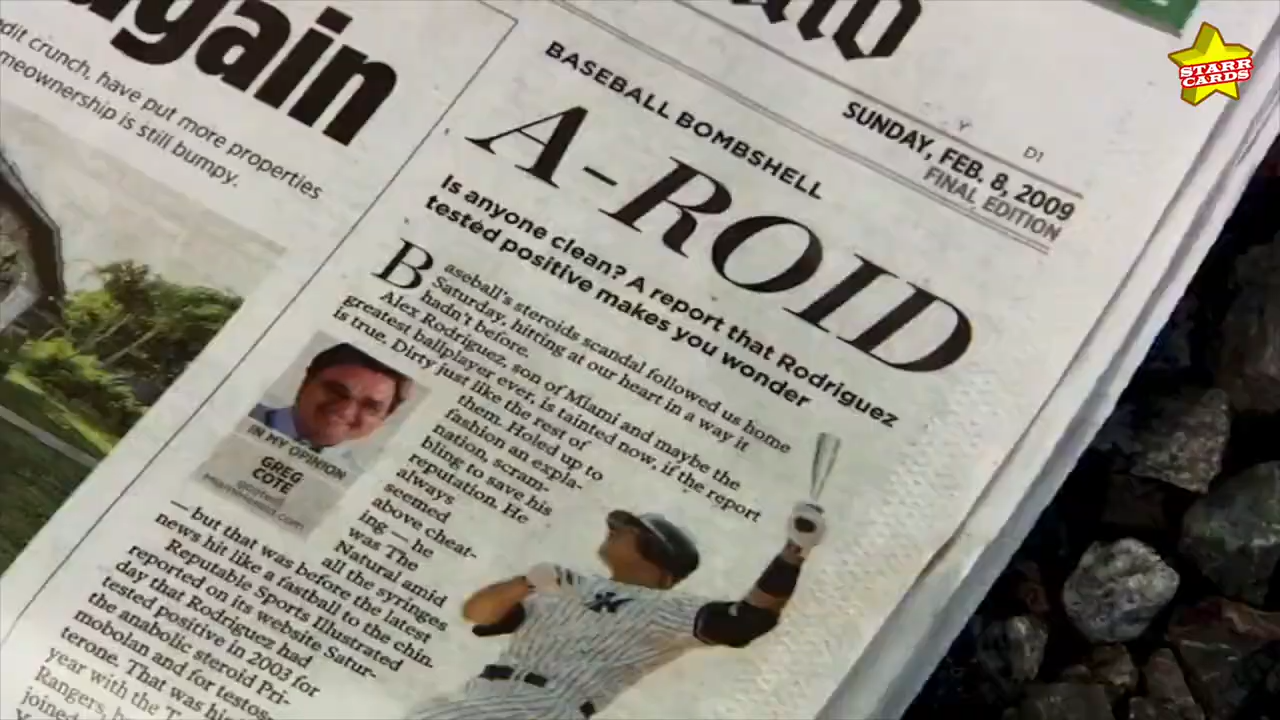 again
dit crunch, have put more properties
meownership is still bumpy.
STARR
CARDS
D1
SUNDAY, FEB. 8, 2009
FINAL EDITION
BASEBALL BOMBSHELL
A-ROID
Is anyone clean? A report that Rodriguez
tested positive makes you wonder
Baseball's steroids scandal followed us home
Saturday, hitting at our heart in a way it
hadn't before.
Alex Rodriguez, son of Miami and maybe the
greatest ballplayer ever, is tainted now, if the report
is true. Dirty just like the rest of
them. Holed up to
fashion an expla-
nation, scram-
bling to save his
reputation. He
always
seemed
above cheat-
ing — he
was The
Natural amid
all the syringes
IN MY OPINION
GREG
COTE
— but that was before the latest
news hit like a fastball to the chin.
Reputable Sports Illustrated
reported on its website Satur-
day that Rodriguez had
tested positive in 2003 for
the anabolic steroid Pri-
mobolan and for testos-
terone. That was his
year with the T
Rangers, b
joined